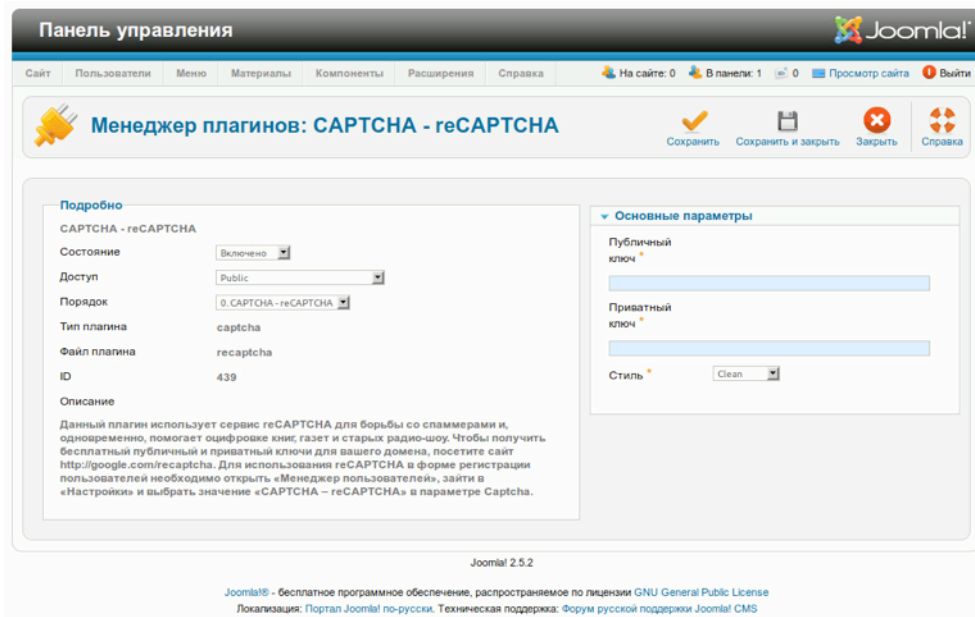 Панель управления
Joomla!
Сайт Пользователи Меню Материалы Компоненты Расширения Справка На сайте: 0 В панели: 1 0 Просмотр сайта Выйти
Менеджер плагинов: CAPTCHA - reCAPTCHA
Сохранить Сохранить и закрыть Закрыть Справка
Подробно
CAPTCHA - reCAPTCHA
Состояние Включено
Доступ Public
Порядок 0. CAPTCHA - reCAPTCHA
Тип плагина captcha
Файл плагина recaptcha
ID 439
Описание
Данный плагин использует сервис reCAPTCHA для борьбы со спаммерами и,
одновременно, помогает оцифровке книг, газет и старых радио-шоу. Чтобы получить
бесплатный публичный и приватный ключи для вашего домена, посетите сайт
http://google.com/recaptcha. Для использования reCAPTCHA в форме регистрации
пользователей необходимо открыть «Менеджер пользователей», зайти в
«Настройки» и выбрать значение «CAPTCHA – reCAPTCHA» в параметре Captcha.
Основные параметры
Публичный
ключ *
Приватный
ключ *
Стиль * Clean
Joomla! 2.5.2
Joomla!® - бесплатное программное обеспечение, распространяемое по лицензии GNU General Public License
Локализация: Портал Joomla! по-русски. Техническая поддержка: Форум русской поддержки Joomla! CMS